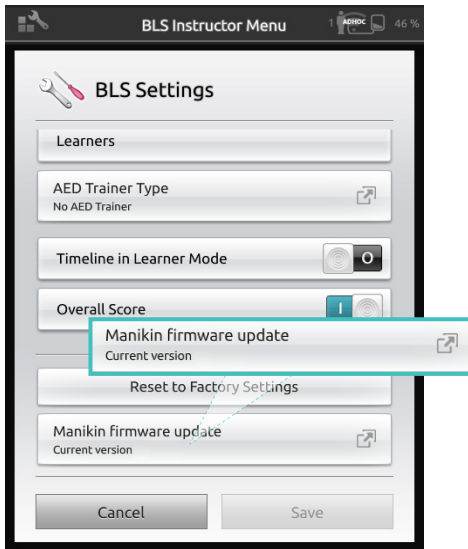 BLS Instructor Menu
1 ADHOC 46 %
BLS Settings
Learners
AED Trainer Type
No AED Trainer
Timeline in Learner Mode
O
Overall Score
I
Manikin firmware update
Current version
Reset to Factory Settings
Manikin firmware update
Current version
Cancel
Save